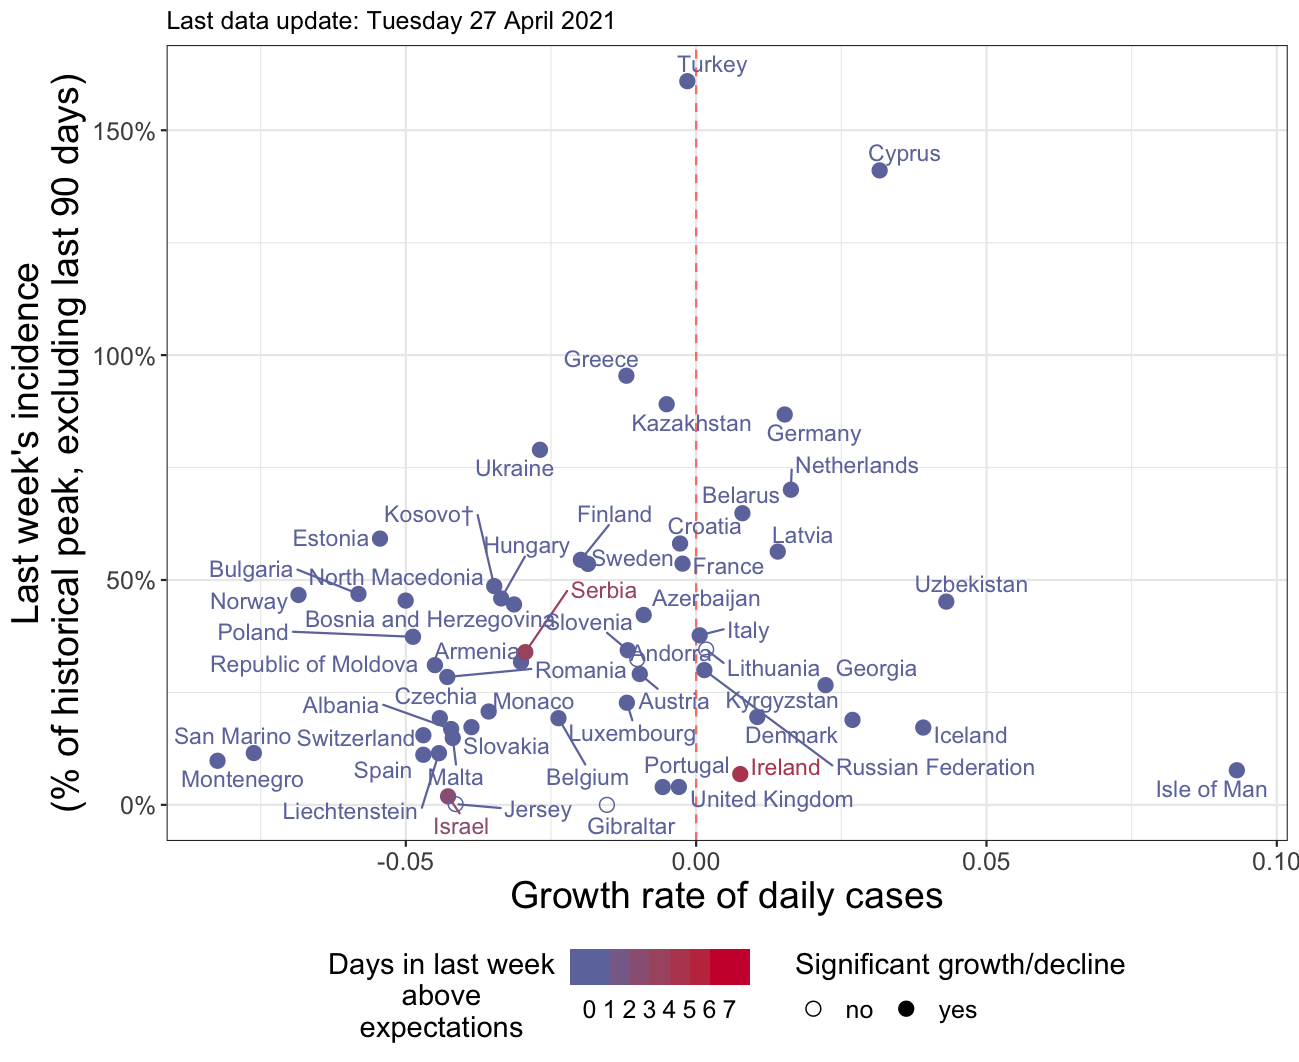 Last data update: Tuesday 27 April 2021
Last week's incidence
(% of historical peak, excluding last 90 days)
150%
100%
50%
0%
Turkey
Cyprus
Greece
Kazakhstan
Germany
Ukraine
Netherlands
Belarus
Kosovo†
Finland
Croatia
Latvia
Estonia
Hungary
Sweden
France
Bulgaria
North Macedonia
Uzbekistan
Norway
Serbia
Azerbaijan
Bosnia and Herzegovina
Slovenia
Poland
Italy
Armenia
Andorra
Republic of Moldova
Romania
Lithuania
Georgia
Czechia
Monaco
Austria
Kyrgyzstan
Albania
San Marino
Switzerland
Slovakia
Luxembourg
Denmark
Iceland
Spain
Malta
Belgium
Portugal
Ireland
Russian Federation
Montenegro
Isle of Man
Liechtenstein
Jersey
United Kingdom
Israel
Gibraltar
-0.05
0.00
0.05
0.10
Growth rate of daily cases
Days in last week
above
expectations
0 1 2 3 4 5 6 7
Significant growth/decline
no
yes